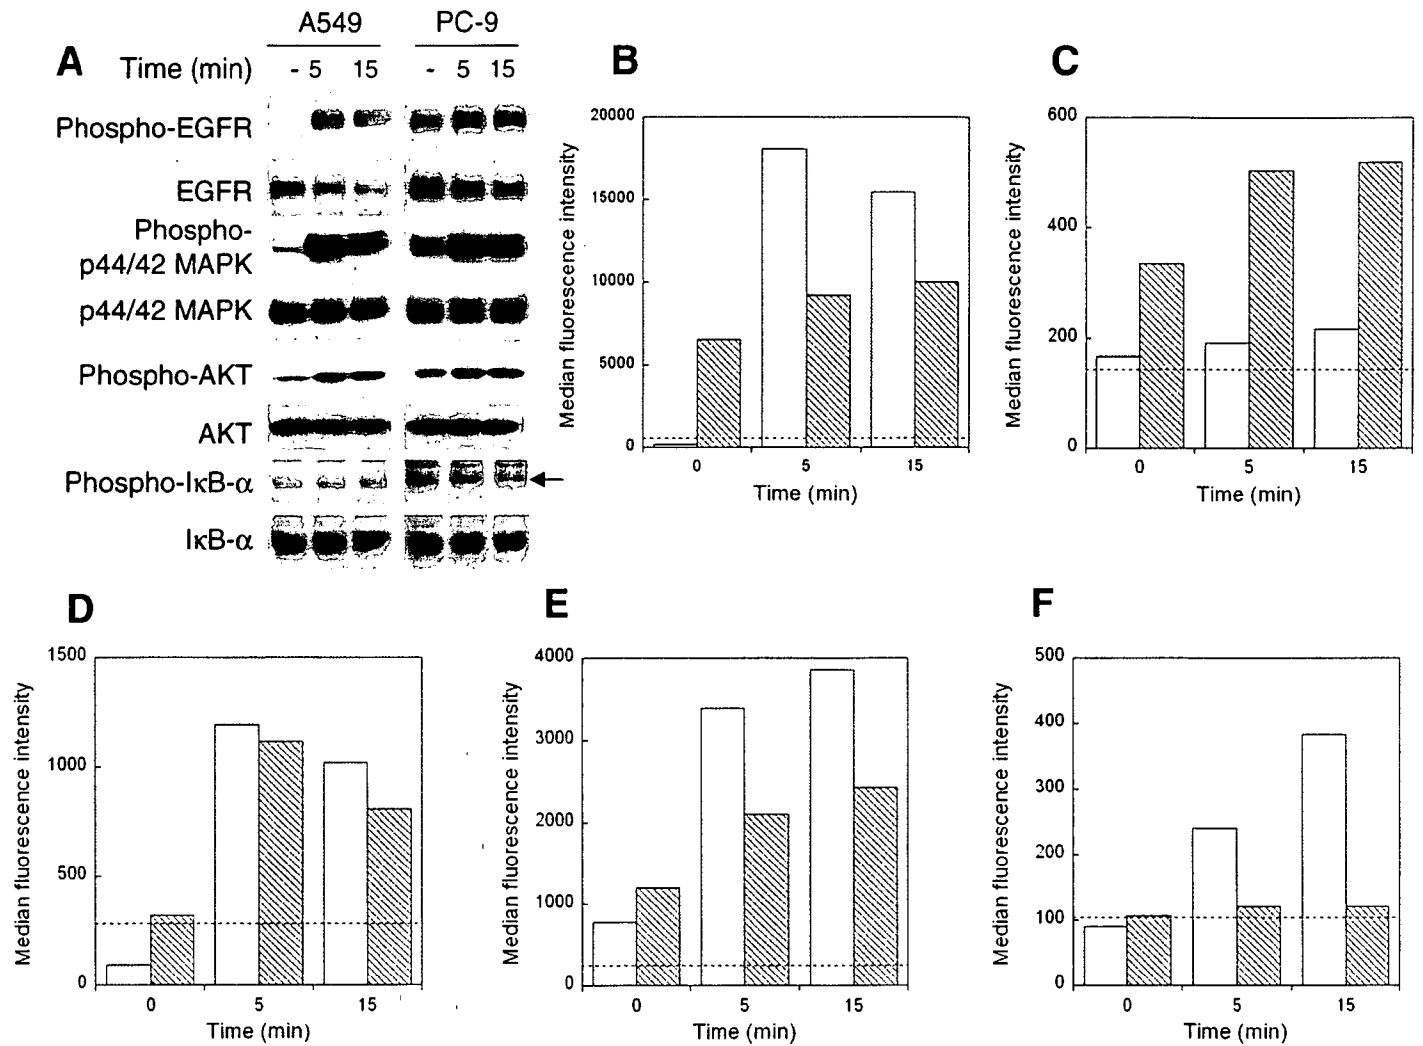 A549 PC-9
A Time (min) - 5 15 - 5 15
Phospho-EGFR
EGFR
Phospho-
p44/42 MAPK
p44/42 MAPK
Phospho-AKT
AKT
Phospho-IκB-α
IκB-α
B
20000
15000
10000
5000
0
Median fluorescence intensity
0 5 15
Time (min)
C
600
400
200
0
Median fluorescence intensity
0 5 15
Time (min)
D
1500
1000
500
0
Median fluorescence intensity
0 5 15
Time (min)
E
4000
3000
2000
1000
0
Median fluorescence intensity
0 5 15
Time (min)
F
500
400
300
200
100
0
Median fluorescence intensity
0 5 15
Time (min)